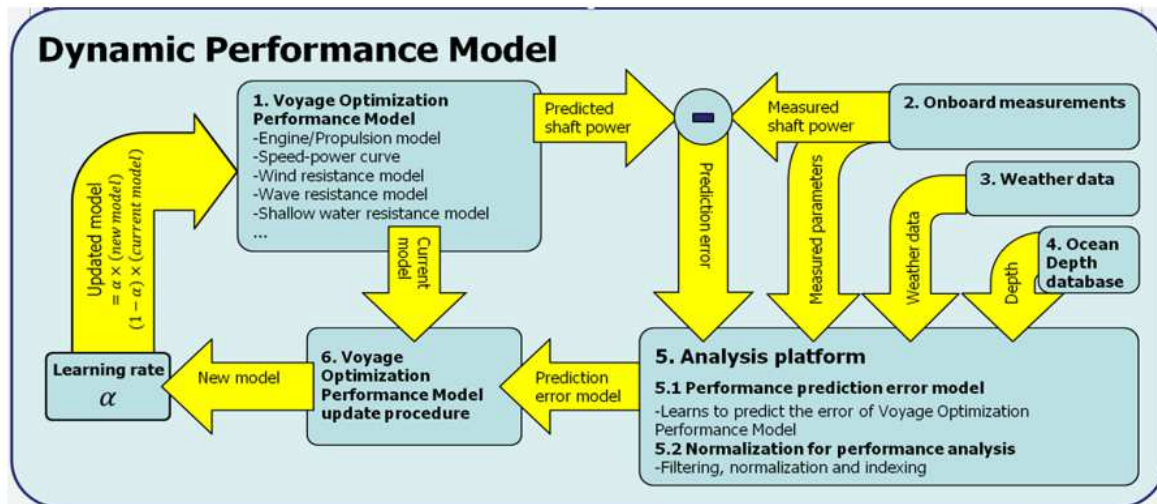 Dynamic Performance Model
1. Voyage Optimization
Performance Model
-Engine/Propulsion model
-Speed-power curve
-Wind resistance model
-Wave resistance model
-Shallow water resistance model
...
Predicted
shaft power
-
Measured
shaft power
2. Onboard measurements
3. Weather data
4. Ocean
Depth
database
Updated model
= α × (new model)
(1 − α) × (current model)
Current
model
Prediction error
Measured parameters
Weather data
Depth
Learning rate
α
New model
6. Voyage
Optimization
Performance Model
update procedure
Prediction
error model
5. Analysis platform
5.1 Performance prediction error model
-Learns to predict the error of Voyage Optimization
Performance Model
5.2 Normalization for performance analysis
-Filtering, normalization and indexing